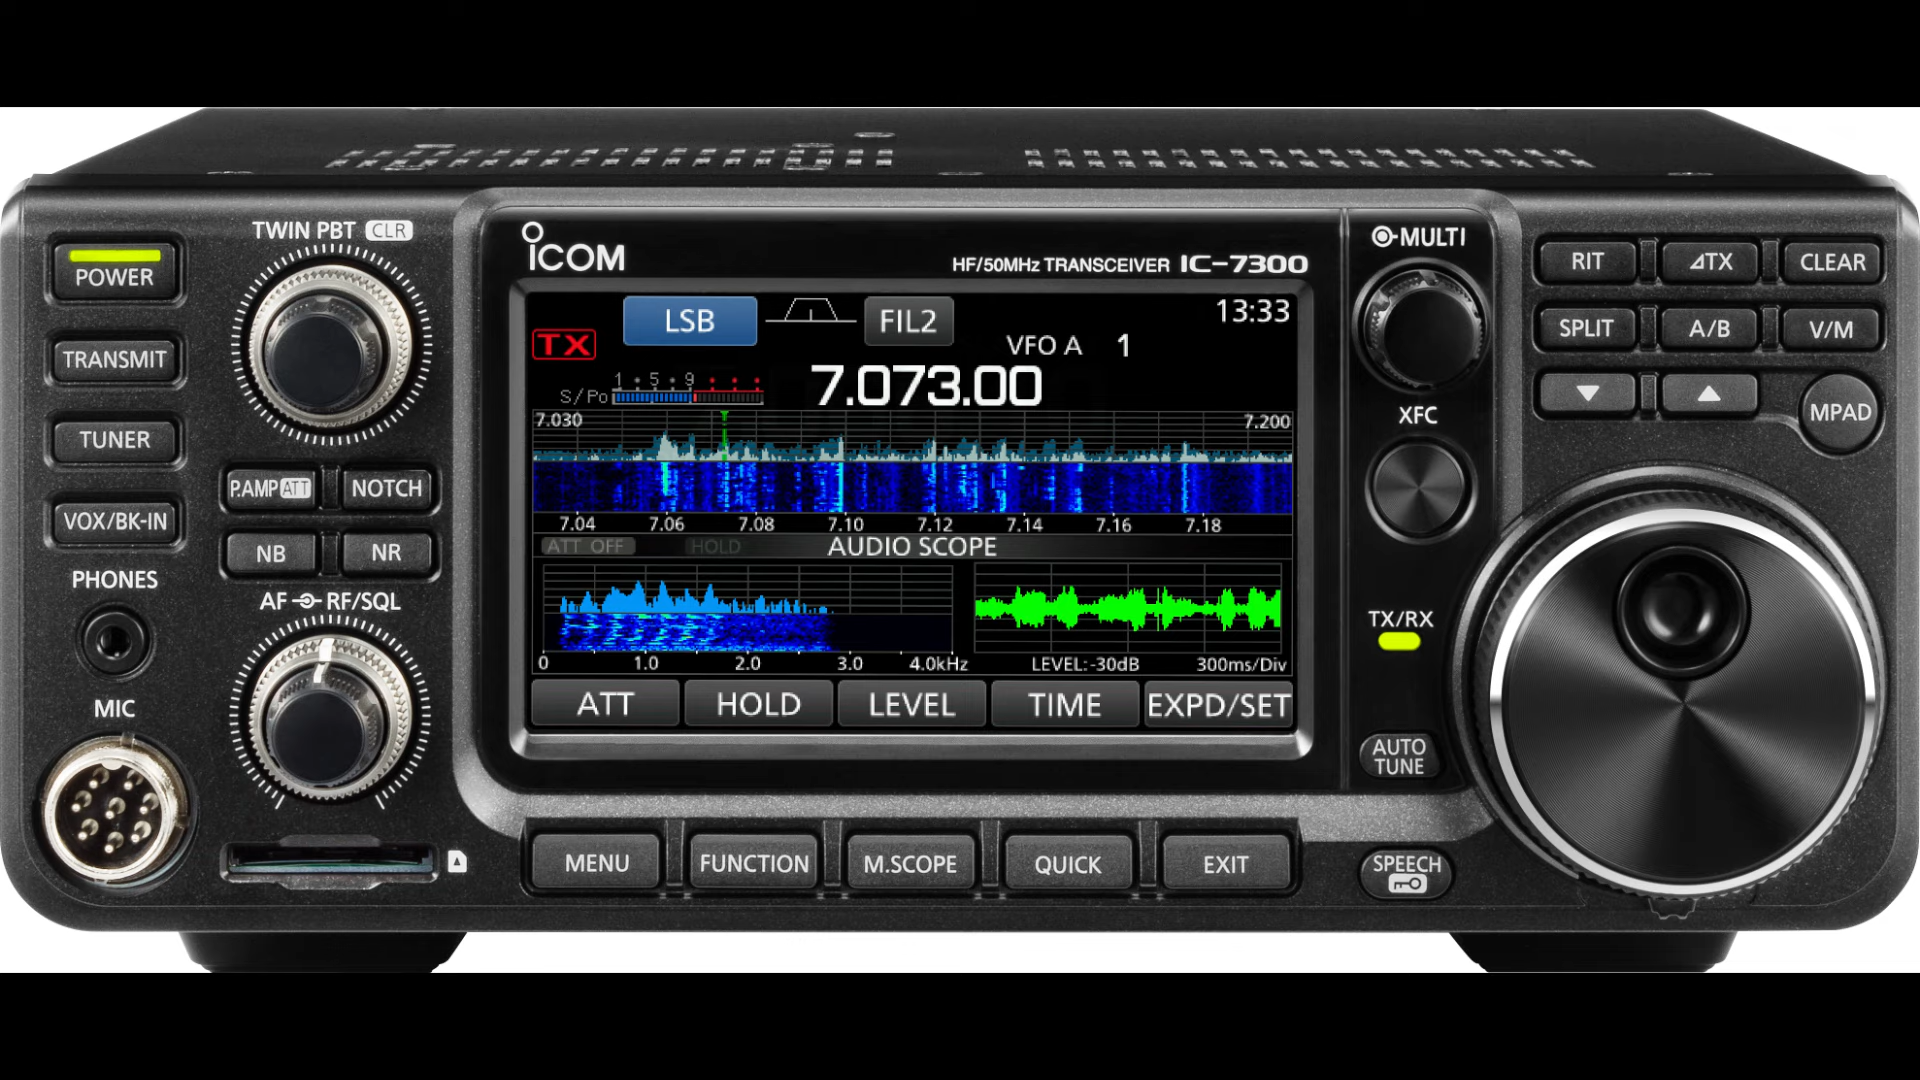 TWIN PBT CLR
POWER
TRANSMIT
TUNER
VOX/BK-IN
P.AMP ATT
NOTCH
NB
NR
PHONES
AF RF/SQL
MIC
ICOM
HF/50MHz TRANSCEIVER IC-7300
LSB
FIL2
13:33
TX
VFO A 1
1 5 9
S/Po
7.073.00
7.030
7.200
7.04 7.06 7.08 7.10 7.12 7.14 7.16 7.18
ATT OFF
HOLD
AUDIO SCOPE
0 1.0 2.0 3.0 4.0kHz
LEVEL:-30dB
300ms/Div
ATT
HOLD
LEVEL
TIME
EXPD/SET
MENU
FUNCTION
M.SCOPE
QUICK
EXIT
MULTI
XFC
TX/RX
AUTO
TUNE
SPEECH
RIT
⊿TX
CLEAR
SPLIT
A/B
V/M
MPAD